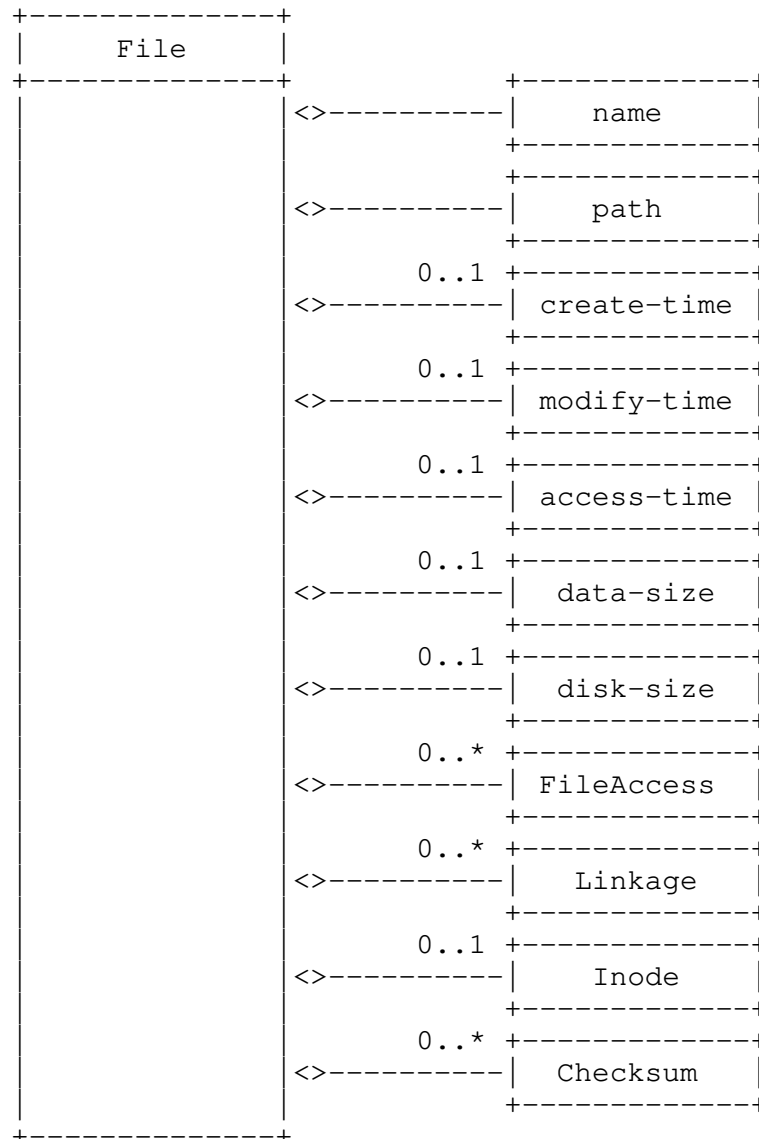 File
name
path
0..1
create-time
0..1
modify-time
0..1
access-time
0..1
data-size
0..1
disk-size
0..*
FileAccess
0..*
Linkage
0..1
Inode
0..*
Checksum